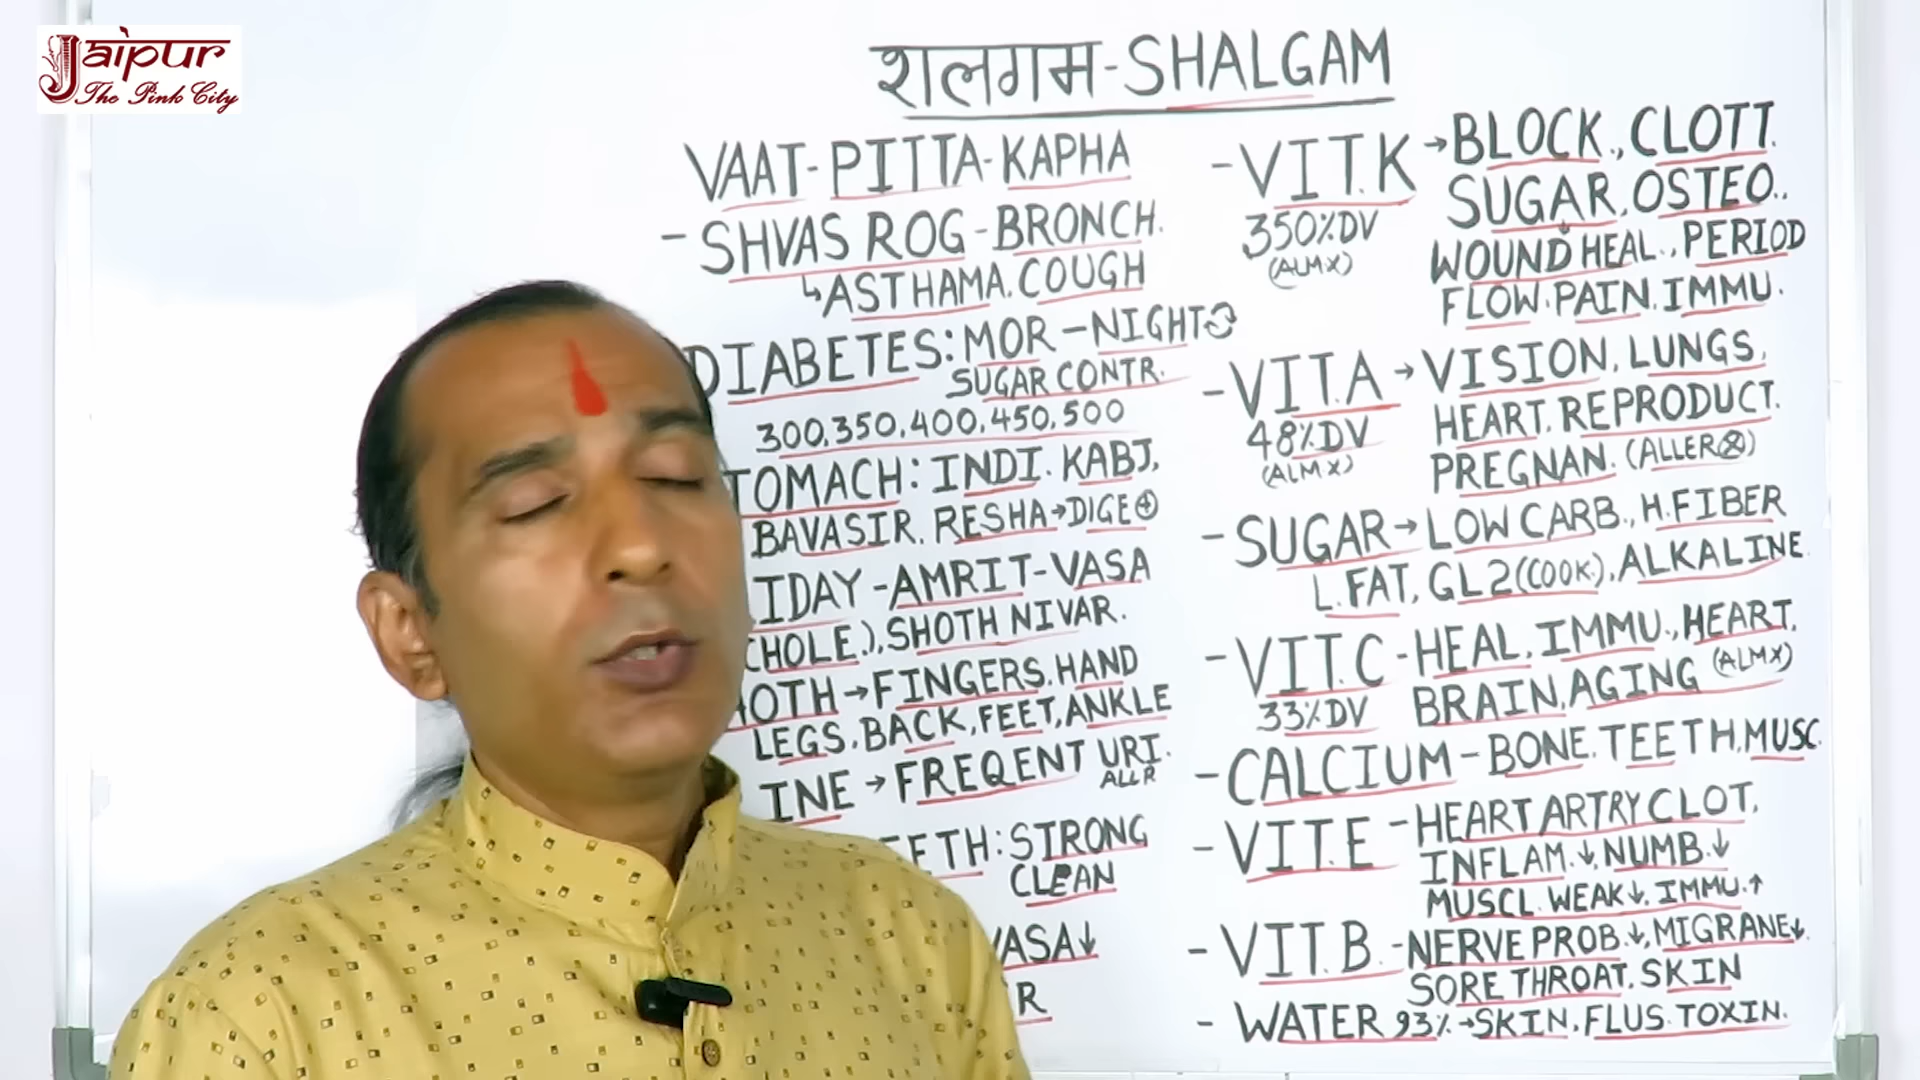 Jaipur
The Pink City
शलगम-SHALGAM
VAAT-PITTA-KAPHA
-SHVAS ROG-BRONCH.
↳ASTHAMA.COUGH
DIABETES:MOR-NIGHT
SUGAR CONTR.
300,350,400,450,500
TOMACH:INDI.KABJ,
BAVASIR.RESHA→DIGE⊕
IDAY-AMRIT-VASA
CHOLE.),SHOTH NIVAR.
OTH→FINGERS,HAND
LEGS,BACK,FEET,ANKLE
INE→FREQENT URI.
ALLR
ETH:STRONG
CLEAN
VASA↓
R
-VIT.K→BLOCK.,CLOTT.
350%DV
(ALMX)
SUGAR,OSTEO..
WOUND HEAL.,PERIOD
FLOW.PAIN.IMMU.
-VIT.A→VISION,LUNGS,
48%DV
(ALMX)
HEART.REPRODUCT.
PREGNAN.(ALLER⊗)
-SUGAR→LOW CARB.,H.FIBER
L.FAT,GL2(COOK.),ALKALINE
-VIT.C-HEAL,IMMU.,HEART,
33%DV
BRAIN,AGING (ALMX)
-CALCIUM-BONE.TEETH,MUSC.
-VIT.E-HEART ARTRY CLOT,
INFLAM.↓,NUMB.↓
MUSCL.WEAK↓,IMMU.↑
-VIT.B.-NERVE PROB↓,MIGRANE↓.
SORE THROAT.SKIN
-WATER 93%→SKIN,FLUS.TOXIN.